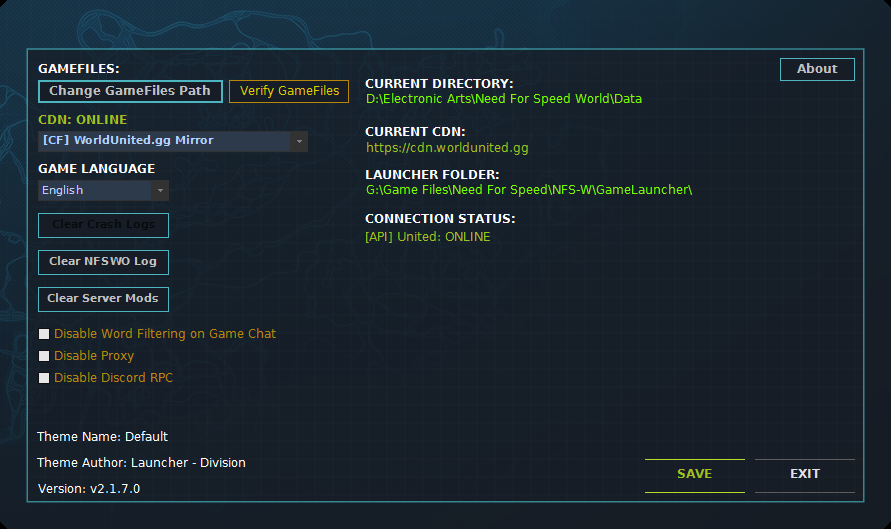 GAMEFILES:
Change GameFiles Path
Verify GameFiles
CDN: ONLINE
[CF] WorldUnited.gg Mirror
GAME LANGUAGE
English
Clear Crash Logs
Clear NFSWO Log
Clear Server Mods
Disable Word Filtering on Game Chat
Disable Proxy
Disable Discord RPC
Theme Name: Default
Theme Author: Launcher - Division
Version: v2.1.7.0
About
CURRENT DIRECTORY:
D:\Electronic Arts\Need For Speed World\Data
CURRENT CDN:
https://cdn.worldunited.gg
LAUNCHER FOLDER:
G:\Game Files\Need For Speed\NFS-W\GameLauncher\
CONNECTION STATUS:
[API] United: ONLINE
SAVE
EXIT